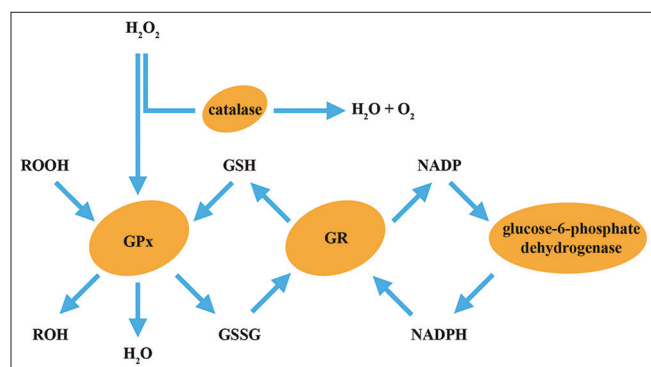 H₂O₂
catalase
H₂O + O₂
ROOH
GSH
NADP
GPx
GR
glucose-6-phosphate
dehydrogenase
ROH
H₂O
GSSG
NADPH